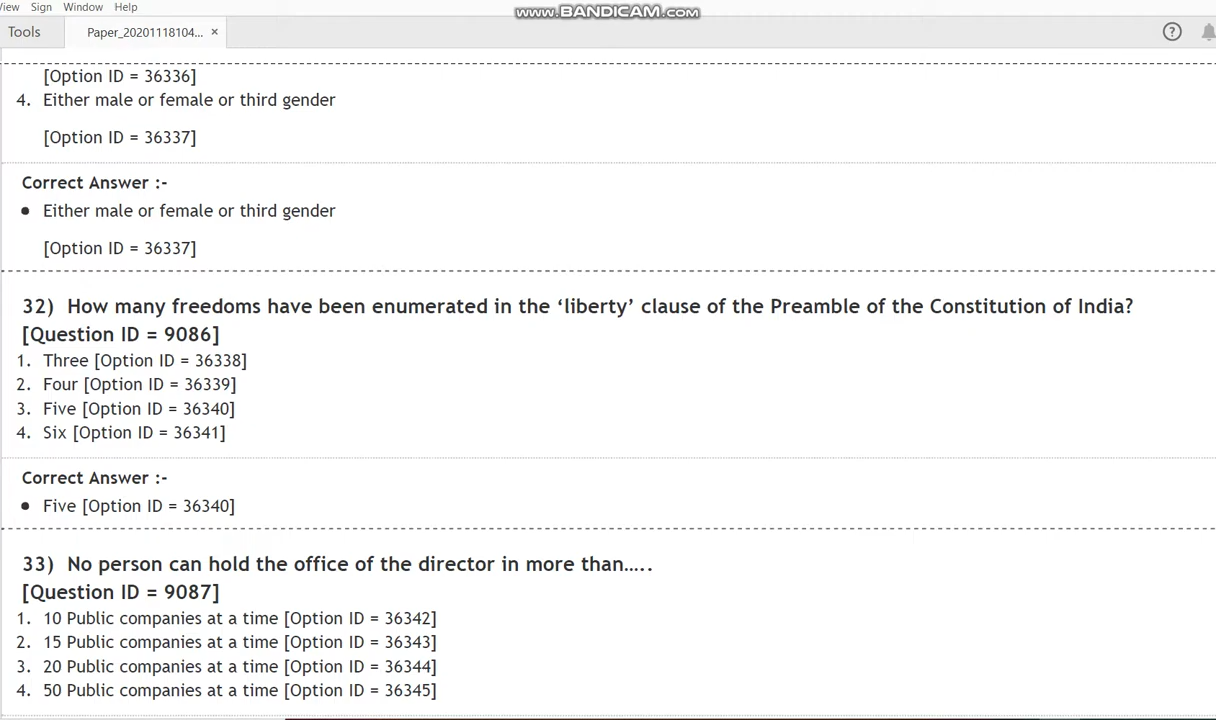 View Sign Window Help
www.BANDICAM.com
Tools Paper_20201118104... × ?
[Option ID = 36336]
4. Either male or female or third gender
[Option ID = 36337]
Correct Answer :-
• Either male or female or third gender
[Option ID = 36337]
32) How many freedoms have been enumerated in the ‘liberty’ clause of the Preamble of the Constitution of India?
[Question ID = 9086]
1. Three [Option ID = 36338]
2. Four [Option ID = 36339]
3. Five [Option ID = 36340]
4. Six [Option ID = 36341]
Correct Answer :-
• Five [Option ID = 36340]
33) No person can hold the office of the director in more than…..
[Question ID = 9087]
1. 10 Public companies at a time [Option ID = 36342]
2. 15 Public companies at a time [Option ID = 36343]
3. 20 Public companies at a time [Option ID = 36344]
4. 50 Public companies at a time [Option ID = 36345]